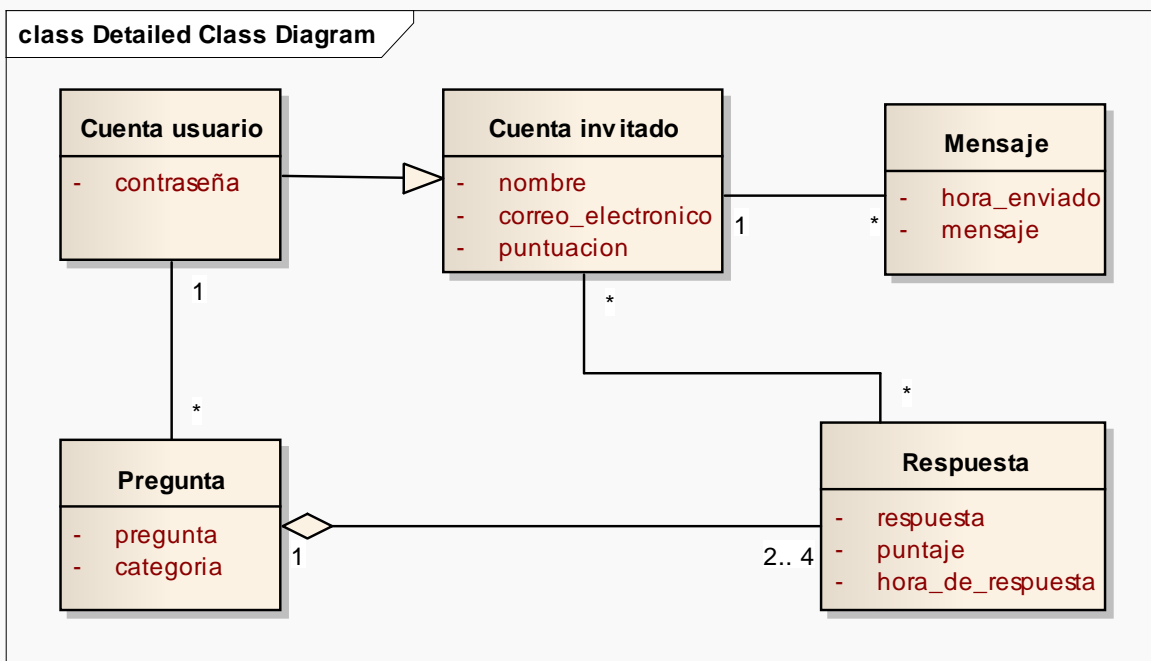 class Detailed Class Diagram
Cuenta usuario
- contraseña
Cuenta invitado
- nombre
- correo_electronico
- puntuacion
Mensaje
- hora_enviado
- mensaje
1
*
1
*
*
*
Pregunta
- pregunta
- categoria
1
2.. 4
Respuesta
- respuesta
- puntaje
- hora_de_respuesta